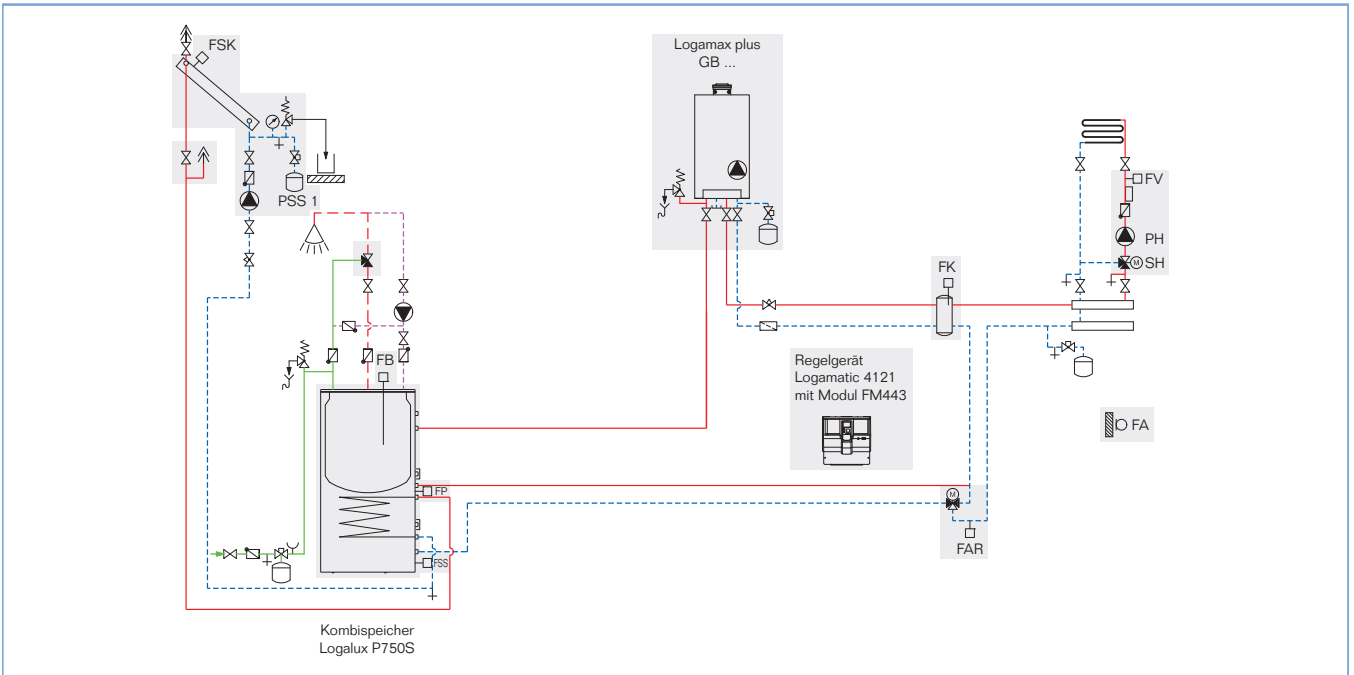 FSK
PSS 1
Logamax plus
GB ...
FV
PH
M
SH
FK
FB
Regelgerät
Logamatic 4121
mit Modul FM443
FA
FP
M
FAR
FSS
Kombispeicher
Logalux P750S